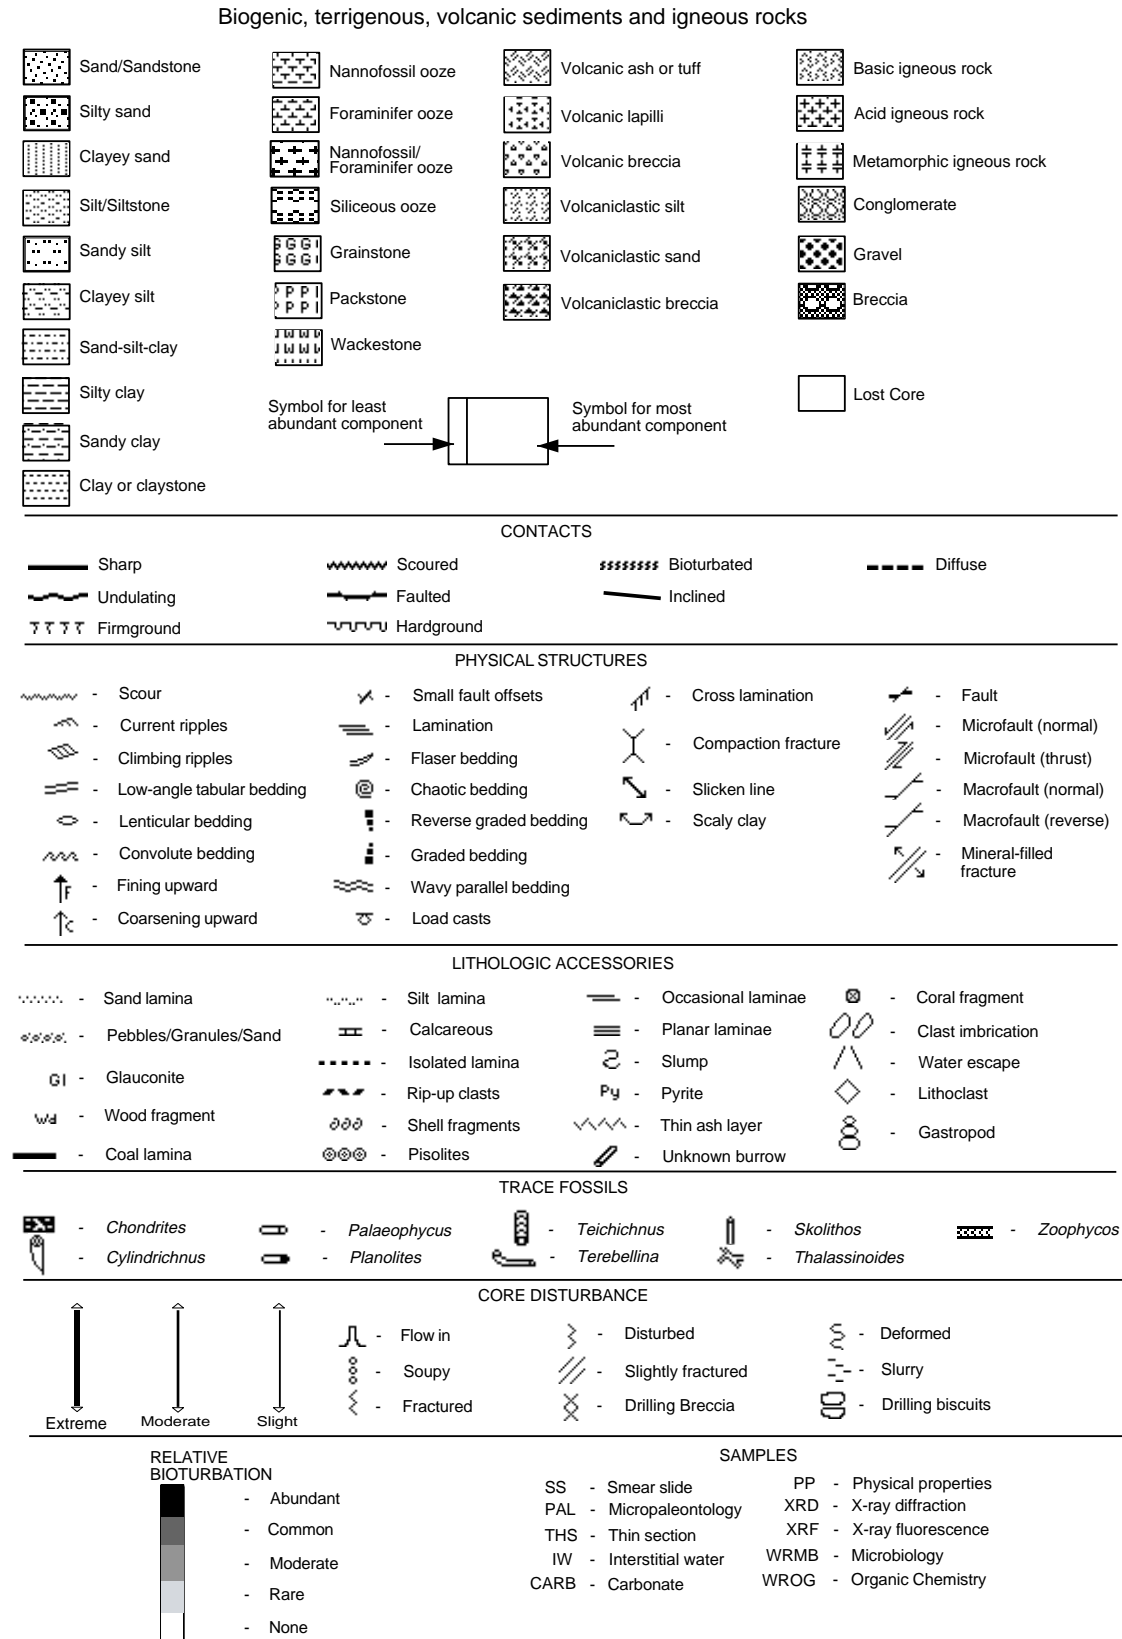 Biogenic, terrigenous, volcanic sediments and igneous rocks
Sand/Sandstone
Silty sand
Clayey sand
Silt/Siltstone
Sandy silt
Clayey silt
Sand-silt-clay
Silty clay
Sandy clay
Clay or claystone
Nannofossil ooze
Foraminifer ooze
Nannofossil/
Foraminifer ooze
Siliceous ooze
Grainstone
Packstone
Wackestone
Volcanic ash or tuff
Volcanic lapilli
Volcanic breccia
Volcaniclastic silt
Volcaniclastic sand
Volcaniclastic breccia
Basic igneous rock
Acid igneous rock
Metamorphic igneous rock
Conglomerate
Gravel
Breccia
Lost Core
Symbol for least
abundant component
Symbol for most
abundant component
CONTACTS
Sharp
Scoured
Bioturbated
Diffuse
Undulating
Faulted
Inclined
Firmground
Hardground
PHYSICAL STRUCTURES
- Scour
- Current ripples
- Climbing ripples
- Low-angle tabular bedding
- Lenticular bedding
- Convolute bedding
F - Fining upward
C - Coarsening upward
- Small fault offsets
- Lamination
- Flaser bedding
- Chaotic bedding
- Reverse graded bedding
- Graded bedding
- Wavy parallel bedding
- Load casts
- Cross lamination
- Compaction fracture
- Slicken line
- Scaly clay
- Fault
- Microfault (normal)
- Microfault (thrust)
- Macrofault (normal)
- Macrofault (reverse)
- Mineral-filled
fracture
LITHOLOGIC ACCESSORIES
- Sand lamina
- Pebbles/Granules/Sand
Gl - Glauconite
Wd - Wood fragment
- Coal lamina
- Silt lamina
- Calcareous
- Isolated lamina
- Rip-up clasts
- Shell fragments
- Pisolites
- Occasional laminae
- Planar laminae
- Slump
Py - Pyrite
- Thin ash layer
- Unknown burrow
- Coral fragment
- Clast imbrication
- Water escape
- Lithoclast
- Gastropod
TRACE FOSSILS
- Chondrites
- Palaeophycus
- Teichichnus
- Skolithos
- Zoophycos
- Cylindrichnus
- Planolites
- Terebellina
- Thalassinoides
CORE DISTURBANCE
Extreme
Moderate
Slight
- Flow in
- Soupy
- Fractured
- Disturbed
- Slightly fractured
- Drilling Breccia
- Deformed
- Slurry
- Drilling biscuits
RELATIVE
BIOTURBATION
- Abundant
- Common
- Moderate
- Rare
- None
SAMPLES
SS - Smear slide
PAL - Micropaleontology
THS - Thin section
IW - Interstitial water
CARB - Carbonate
PP - Physical properties
XRD - X-ray diffraction
XRF - X-ray fluorescence
WRMB - Microbiology
WROG - Organic Chemistry